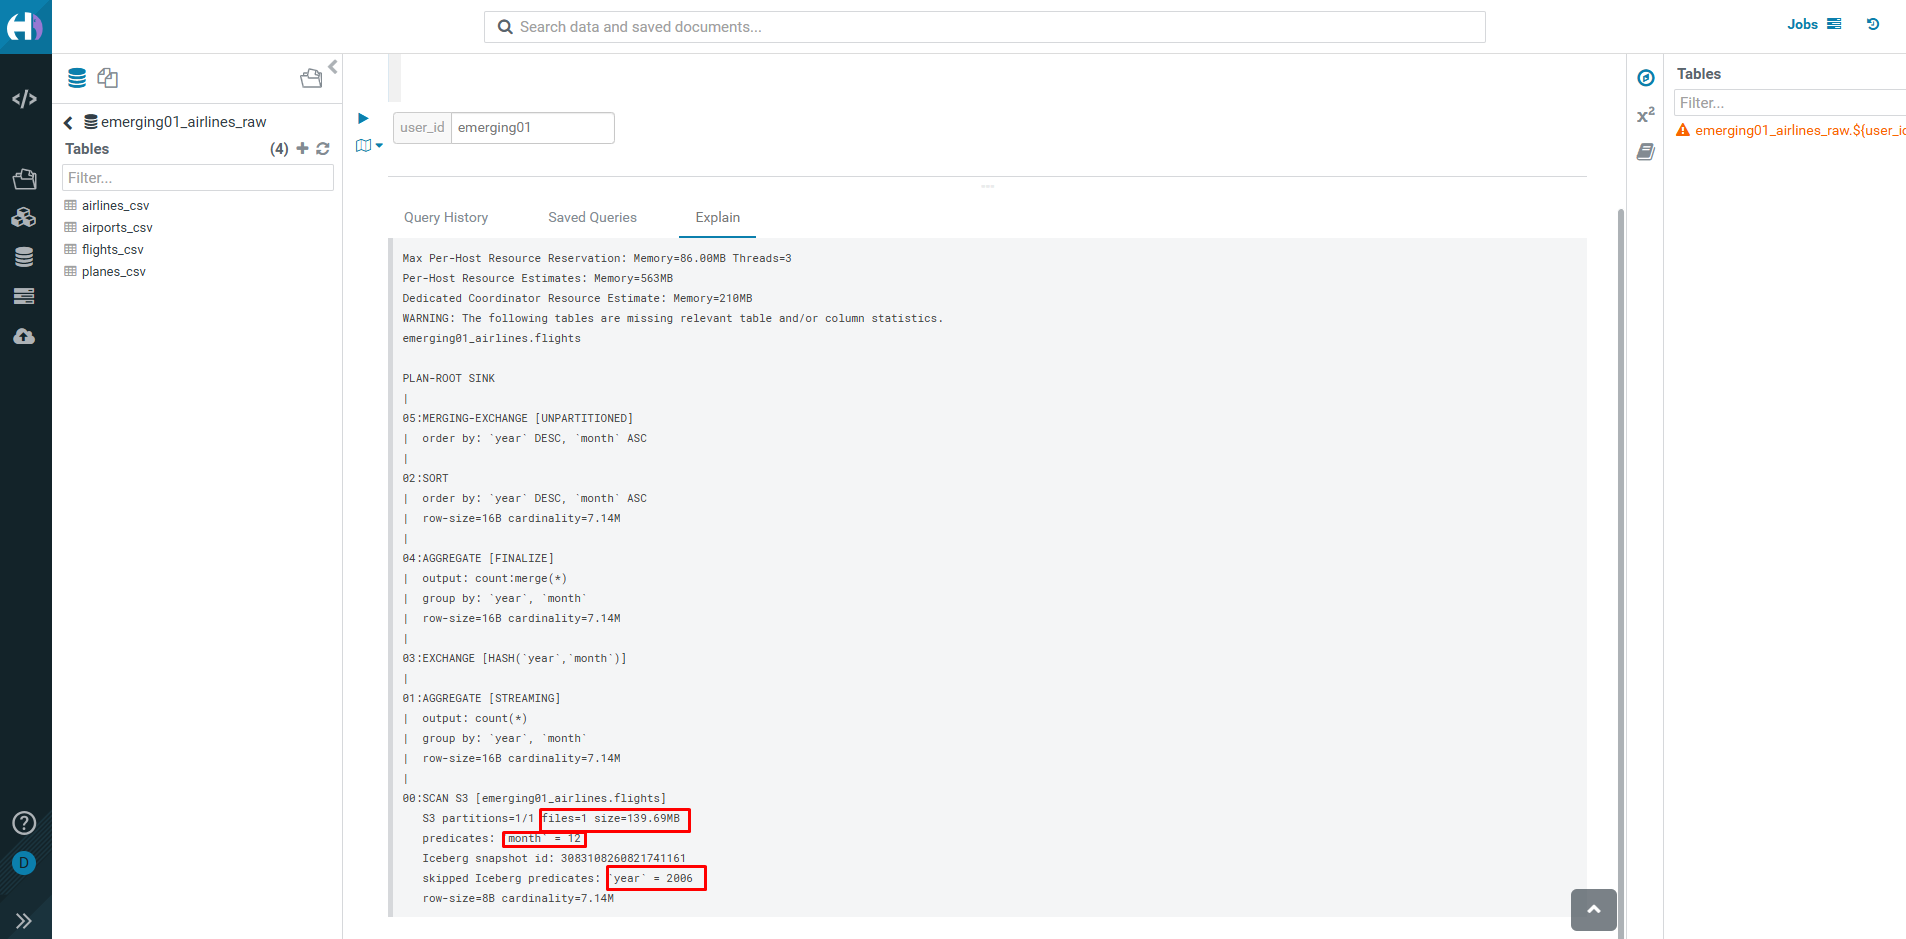 Search data and saved documents...
Jobs
emerging01_airlines_raw
Tables (4)
Filter...
airlines_csv
airports_csv
flights_csv
planes_csv
D
user_id emerging01
Query History Saved Queries Explain
Max Per-Host Resource Reservation: Memory=86.00MB Threads=3
Per-Host Resource Estimates: Memory=563MB
Dedicated Coordinator Resource Estimate: Memory=210MB
WARNING: The following tables are missing relevant table and/or column statistics.
emerging01_airlines.flights
PLAN-ROOT SINK
|
05:MERGING-EXCHANGE [UNPARTITIONED]
| order by: `year` DESC, `month` ASC
|
02:SORT
| order by: `year` DESC, `month` ASC
| row-size=16B cardinality=7.14M
|
04:AGGREGATE [FINALIZE]
| output: count:merge(*)
| group by: `year`, `month`
| row-size=16B cardinality=7.14M
|
03:EXCHANGE [HASH(`year`,`month`)]
|
01:AGGREGATE [STREAMING]
| output: count(*)
| group by: `year`, `month`
| row-size=16B cardinality=7.14M
|
00:SCAN S3 [emerging01_airlines.flights]
S3 partitions=1/1 files=1 size=139.69MB
predicates: `month` = 12
Iceberg snapshot id: 3083108260821741161
skipped Iceberg predicates: `year` = 2006
row-size=8B cardinality=7.14M
x²
Tables
Filter...
emerging01_airlines_raw.${user_i